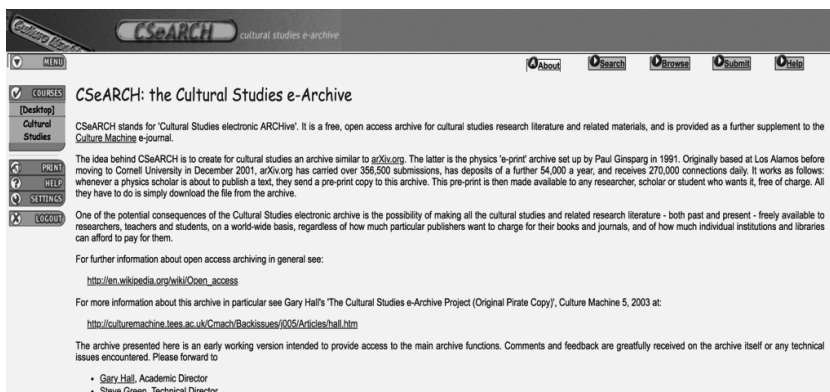 Culture Machine
CSeARCH cultural studies e-archive
MENU
About Search Browse Submit Help
COURSES
[Desktop]
Cultural
Studies
PRINT
HELP
SETTINGS
LOGOUT
CSeARCH: the Cultural Studies e-Archive
CSeARCH stands for 'Cultural Studies electronic ARCHive'. It is a free, open access archive for cultural studies research literature and related materials, and is provided as a further supplement to the
Culture Machine e-journal.
The idea behind CSeARCH is to create for cultural studies an archive similar to arXiv.org. The latter is the physics 'e-print' archive set up by Paul Ginsparg in 1991. Originally based at Los Alamos before
moving to Cornell University in December 2001, arXiv.org has carried over 356,500 submissions, has deposits of a further 54,000 a year, and receives 270,000 connections daily. It works as follows:
whenever a physics scholar is about to publish a text, they send a pre-print copy to this archive. This pre-print is then made available to any researcher, scholar or student who wants it, free of charge. All
they have to do is simply download the file from the archive.
One of the potential consequences of the Cultural Studies electronic archive is the possibility of making all the cultural studies and related research literature - both past and present - freely available to
researchers, teachers and students, on a world-wide basis, regardless of how much particular publishers want to charge for their books and journals, and of how much individual institutions and libraries
can afford to pay for them.
For further information about open access archiving in general see:
http://en.wikipedia.org/wiki/Open_access
For more information about this archive in particular see Gary Hall's 'The Cultural Studies e-Archive Project (Original Pirate Copy)', Culture Machine 5, 2003 at:
http://culturemachine.tees.ac.uk/Cmach/Backissues/j005/Articles/hall.htm
The archive presented here is an early working version intended to provide access to the main archive functions. Comments and feedback are greatfully received on the archive itself or any technical
issues encountered. Please forward to
• Gary Hall, Academic Director
• Steve Green, Technical Director